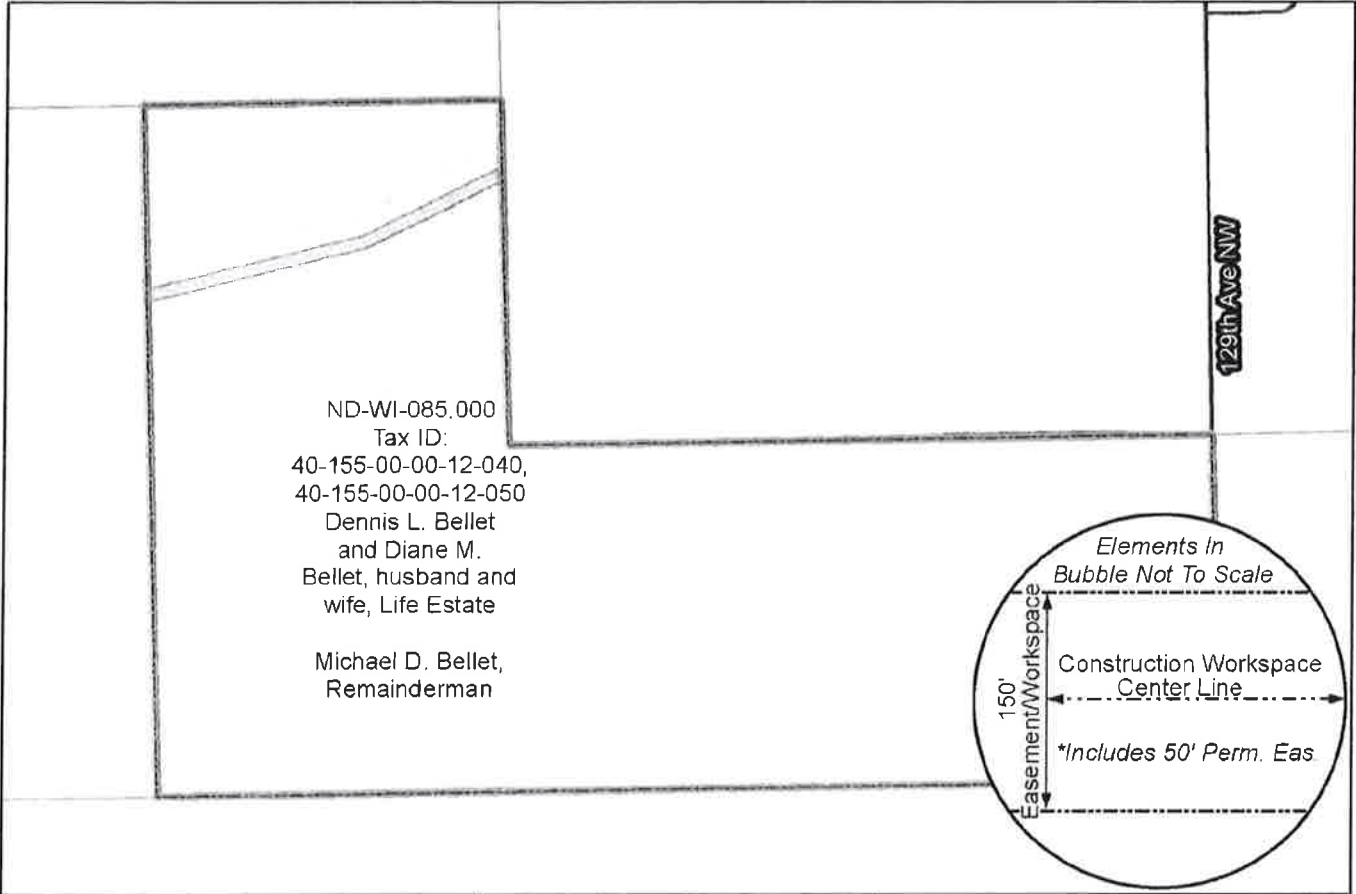 129th Ave NW
ND-WI-085.000
Tax ID:
40-155-00-00-12-040,
40-155-00-00-12-050
Dennis L. Bellet
and Diane M.
Bellet, husband and
wife, Life Estate
Michael D. Bellet,
Remainderman
Elements In
Bubble Not To Scale
150'
Easement/Workspace
Construction Workspace
Center Line
*Includes 50' Perm. Eas.